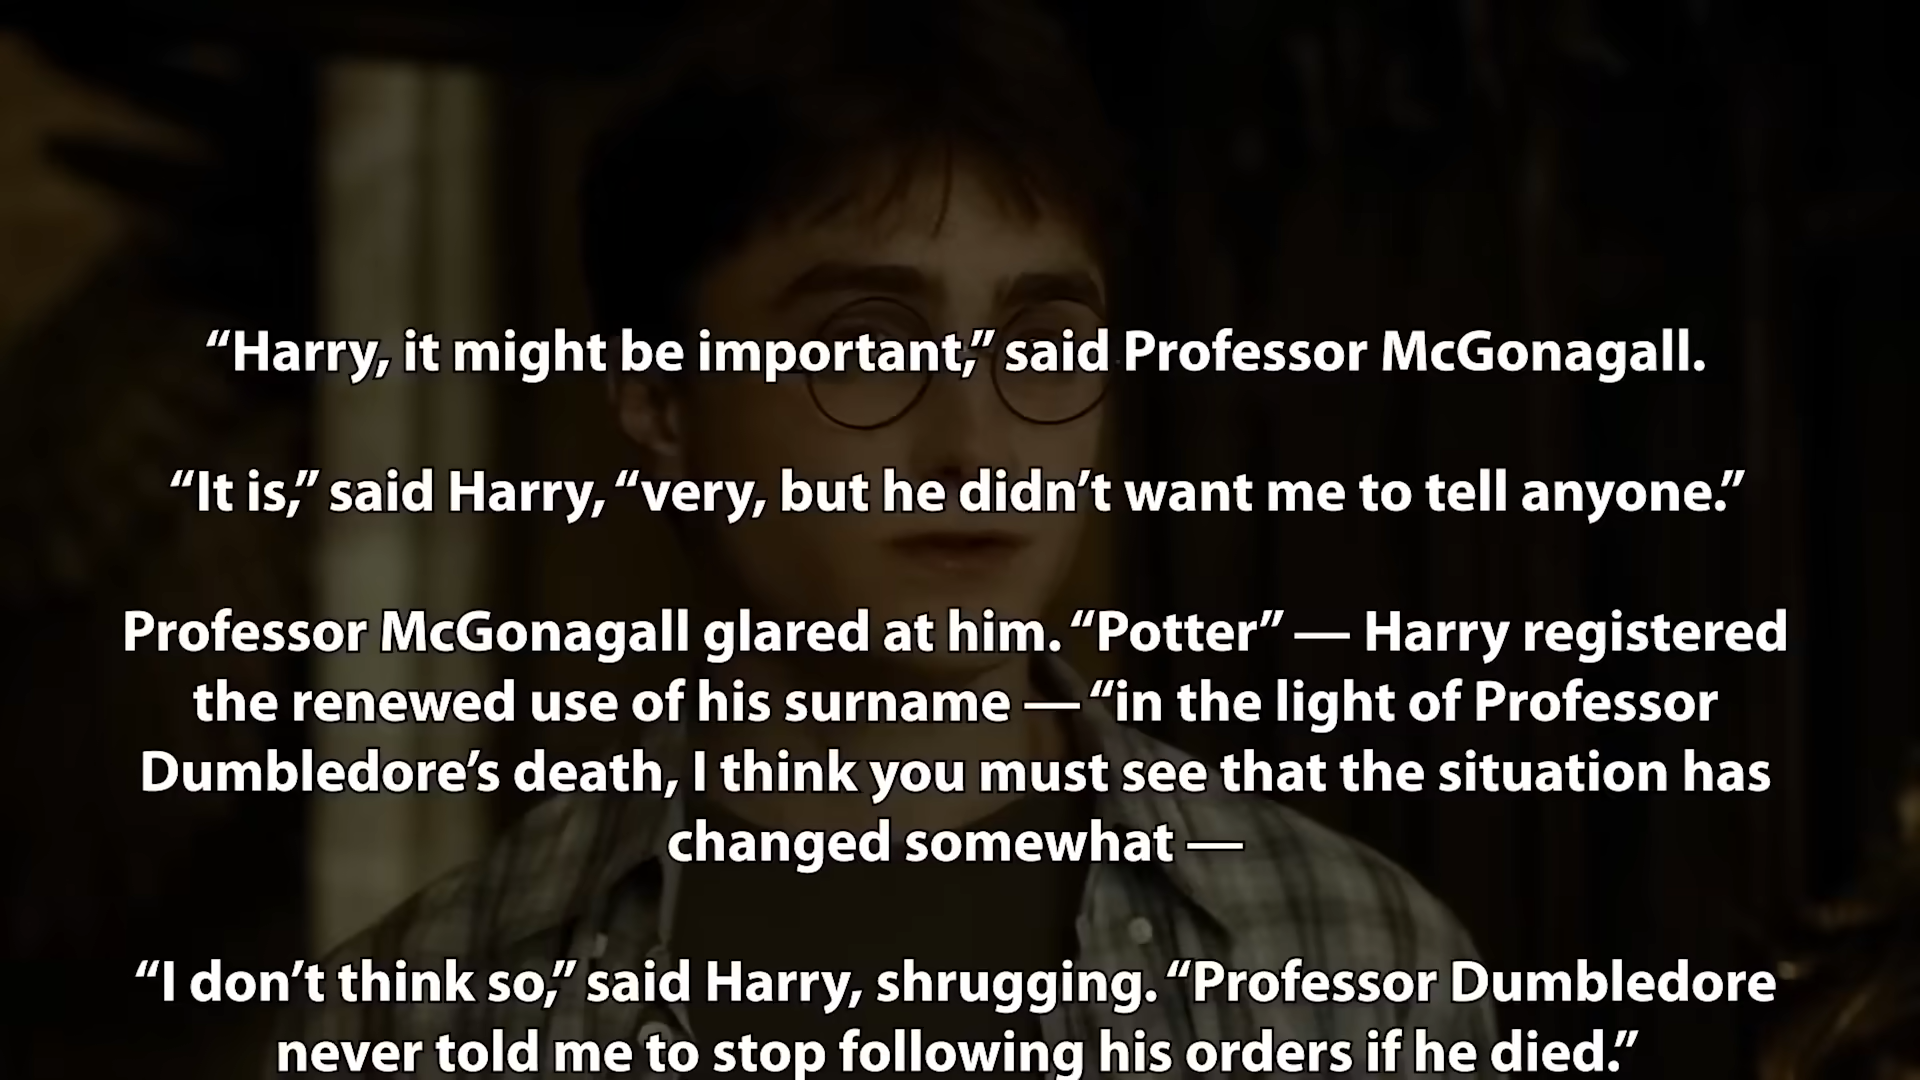 “Harry, it might be important,” said Professor McGonagall.
“It is,” said Harry, “very, but he didn’t want me to tell anyone.”
Professor McGonagall glared at him. “Potter” — Harry registered
the renewed use of his surname — “in the light of Professor
Dumbledore’s death, I think you must see that the situation has
changed somewhat —
“I don’t think so,” said Harry, shrugging. “Professor Dumbledore
never told me to stop following his orders if he died.”